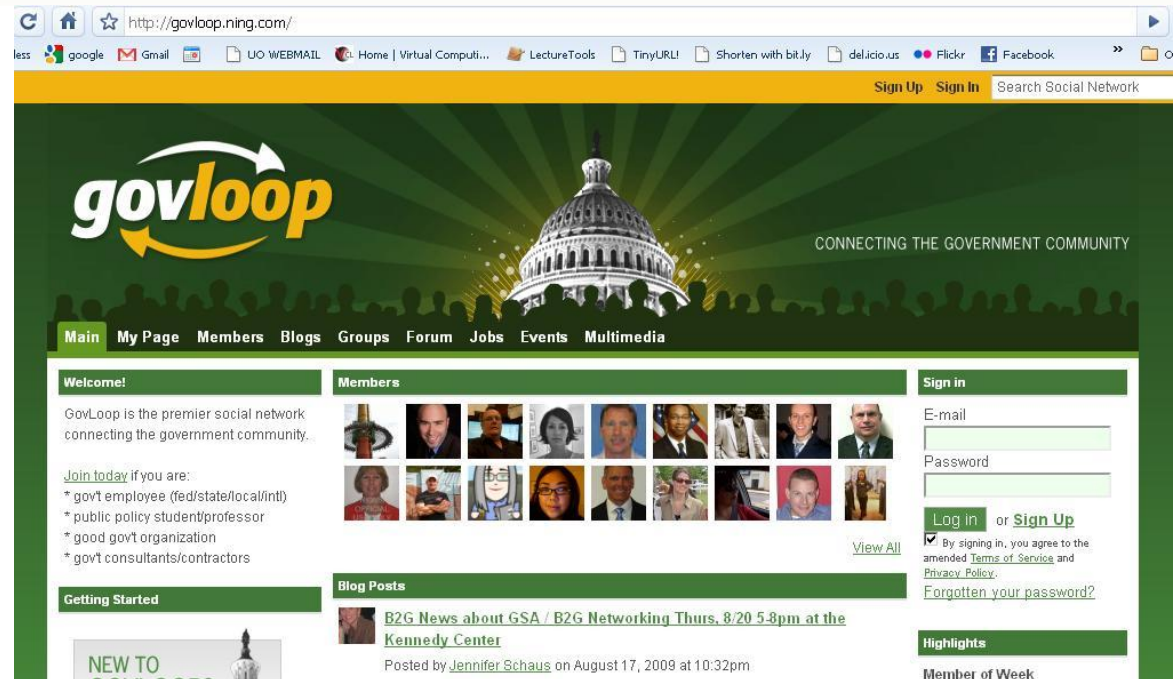 http://govloop.ning.com/
less google Gmail UO WEBMAIL Home | Virtual Computi... LectureTools TinyURL! Shorten with bit.ly del.icio.us Flickr Facebook » O
Sign Up Sign In Search Social Network
govloop
CONNECTING THE GOVERNMENT COMMUNITY
Main My Page Members Blogs Groups Forum Jobs Events Multimedia
Welcome!
GovLoop is the premier social network
connecting the government community.
Join today if you are:
* gov't employee (fed/state/local/intl)
* public policy student/professor
* good gov't organization
* gov't consultants/contractors
Getting Started
NEW TO
Members
View All
Blog Posts
B2G News about GSA / B2G Networking Thurs, 8/20 5-8pm at the
Kennedy Center
Posted by Jennifer Schaus on August 17, 2009 at 10:32pm
Sign in
E-mail
Password
Log in or Sign Up
By signing in, you agree to the
amended Terms of Service and
Privacy Policy.
Forgotten your password?
Highlights
Member of Week